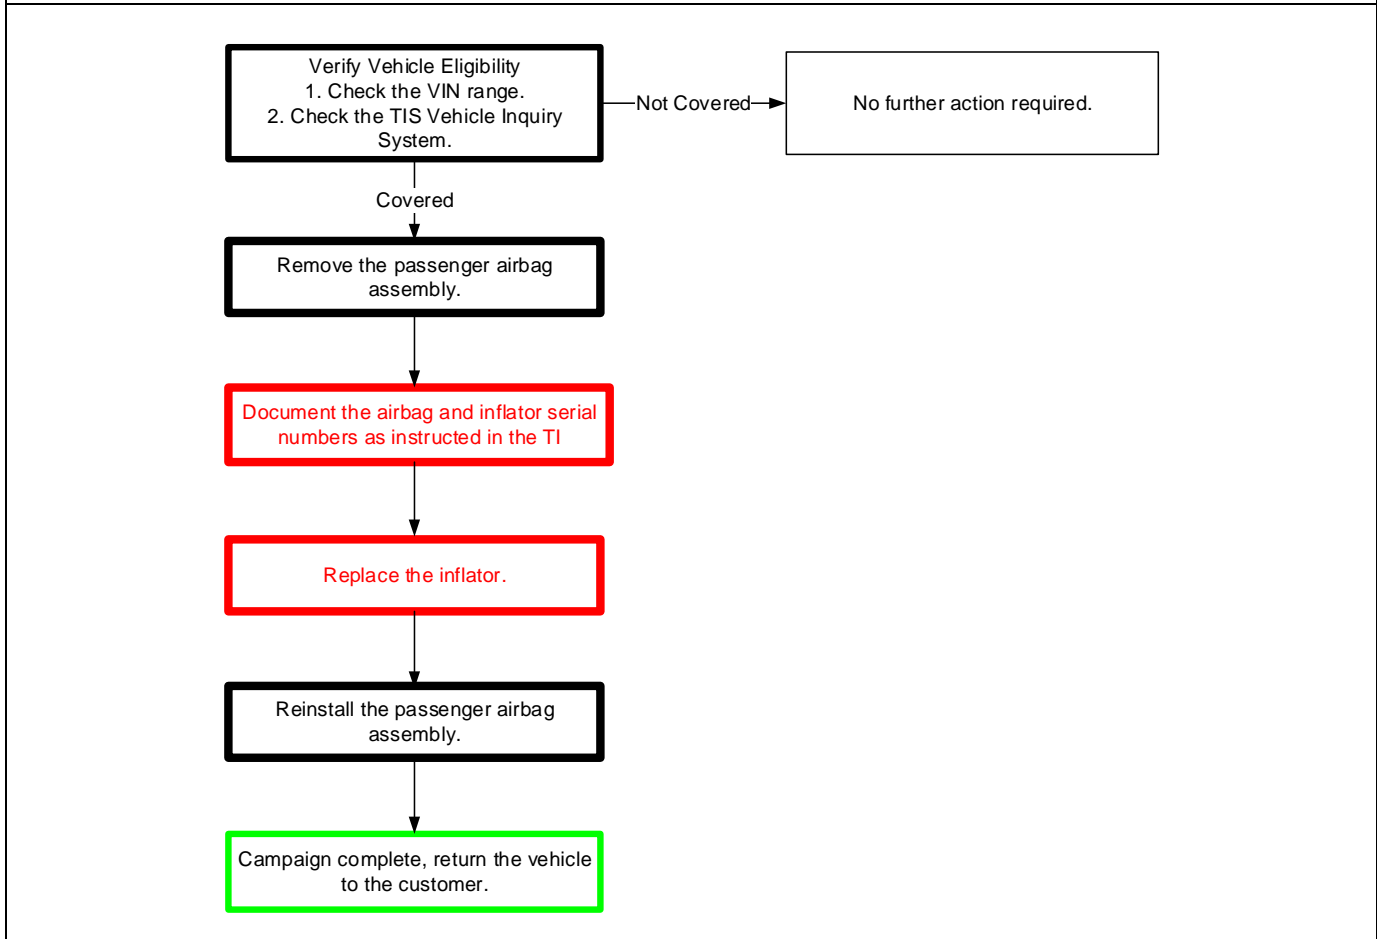 Verify Vehicle Eligibility
1. Check the VIN range.
2. Check the TIS Vehicle Inquiry
System.
Not Covered
No further action required.
Covered
Remove the passenger airbag
assembly.
Document the airbag and inflator serial
numbers as instructed in the TI
Replace the inflator.
Reinstall the passenger airbag
assembly.
Campaign complete, return the vehicle
to the customer.